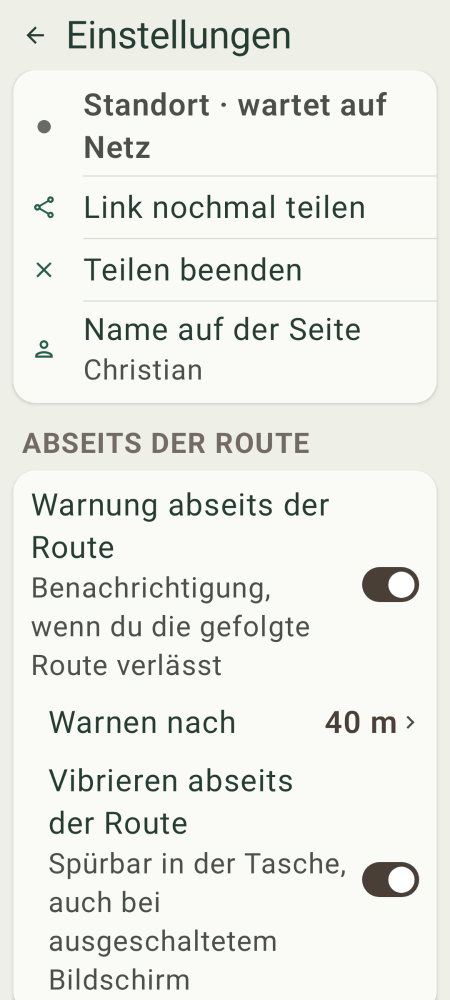 Einstellungen
Standort · wartet auf
Netz
Link nochmal teilen
Teilen beenden
Name auf der Seite
Christian
ABSEITS DER ROUTE
Warnung abseits der
Route
Benachrichtigung,
wenn du die gefolgte
Route verlässt
Warnen nach 40 m
Vibrieren abseits
der Route
Spürbar in der Tasche,
auch bei
ausgeschaltetem
Bildschirm